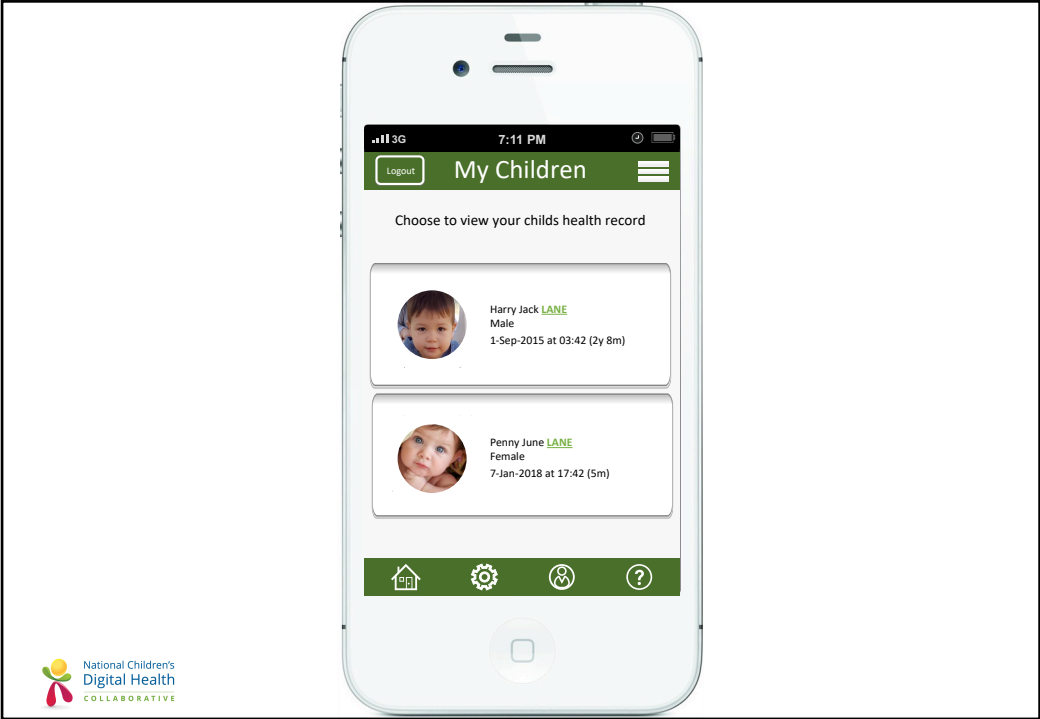 3G
7:11 PM
Logout
My Children
Choose to view your childs health record
Harry Jack LANE
Male
1-Sep-2015 at 03:42 (2y 8m)
Penny June LANE
Female
7-Jan-2018 at 17:42 (5m)
?
National Children's
Digital Health
COLLABORATIVE